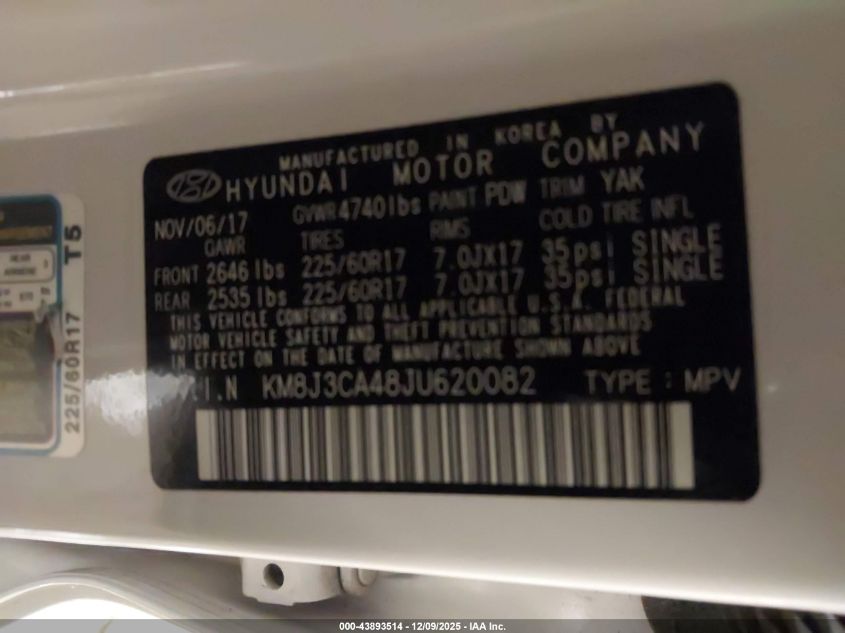 MANUFACTURED IN KOREA BY
HYUNDAI MOTOR COMPANY
NOV/06/17 GVWR 4740lbs PAINT PDW TRIM YAK
GAWR TIRES RMS COLD TIRE INFL
FRONT 2646 lbs 225/60R17 7.0JX17 35psi SINGLE
REAR 2535 lbs 225/60R17 7.0JX17 35psi SINGLE
THIS VEHICLE CONFORMS TO ALL APPLICABLE U.S.A. FEDERAL
MOTOR VEHICLE SAFETY AND THEFT PREVENTION STANDARDS
IN EFFECT ON THE DATE OF MANUFACTURE SHOWN ABOVE
V.I.N KM8J3CA48JU620082 TYPE : MPV
225/60R17 T5
000-43893514 - 12/09/2025 - IAA Inc.